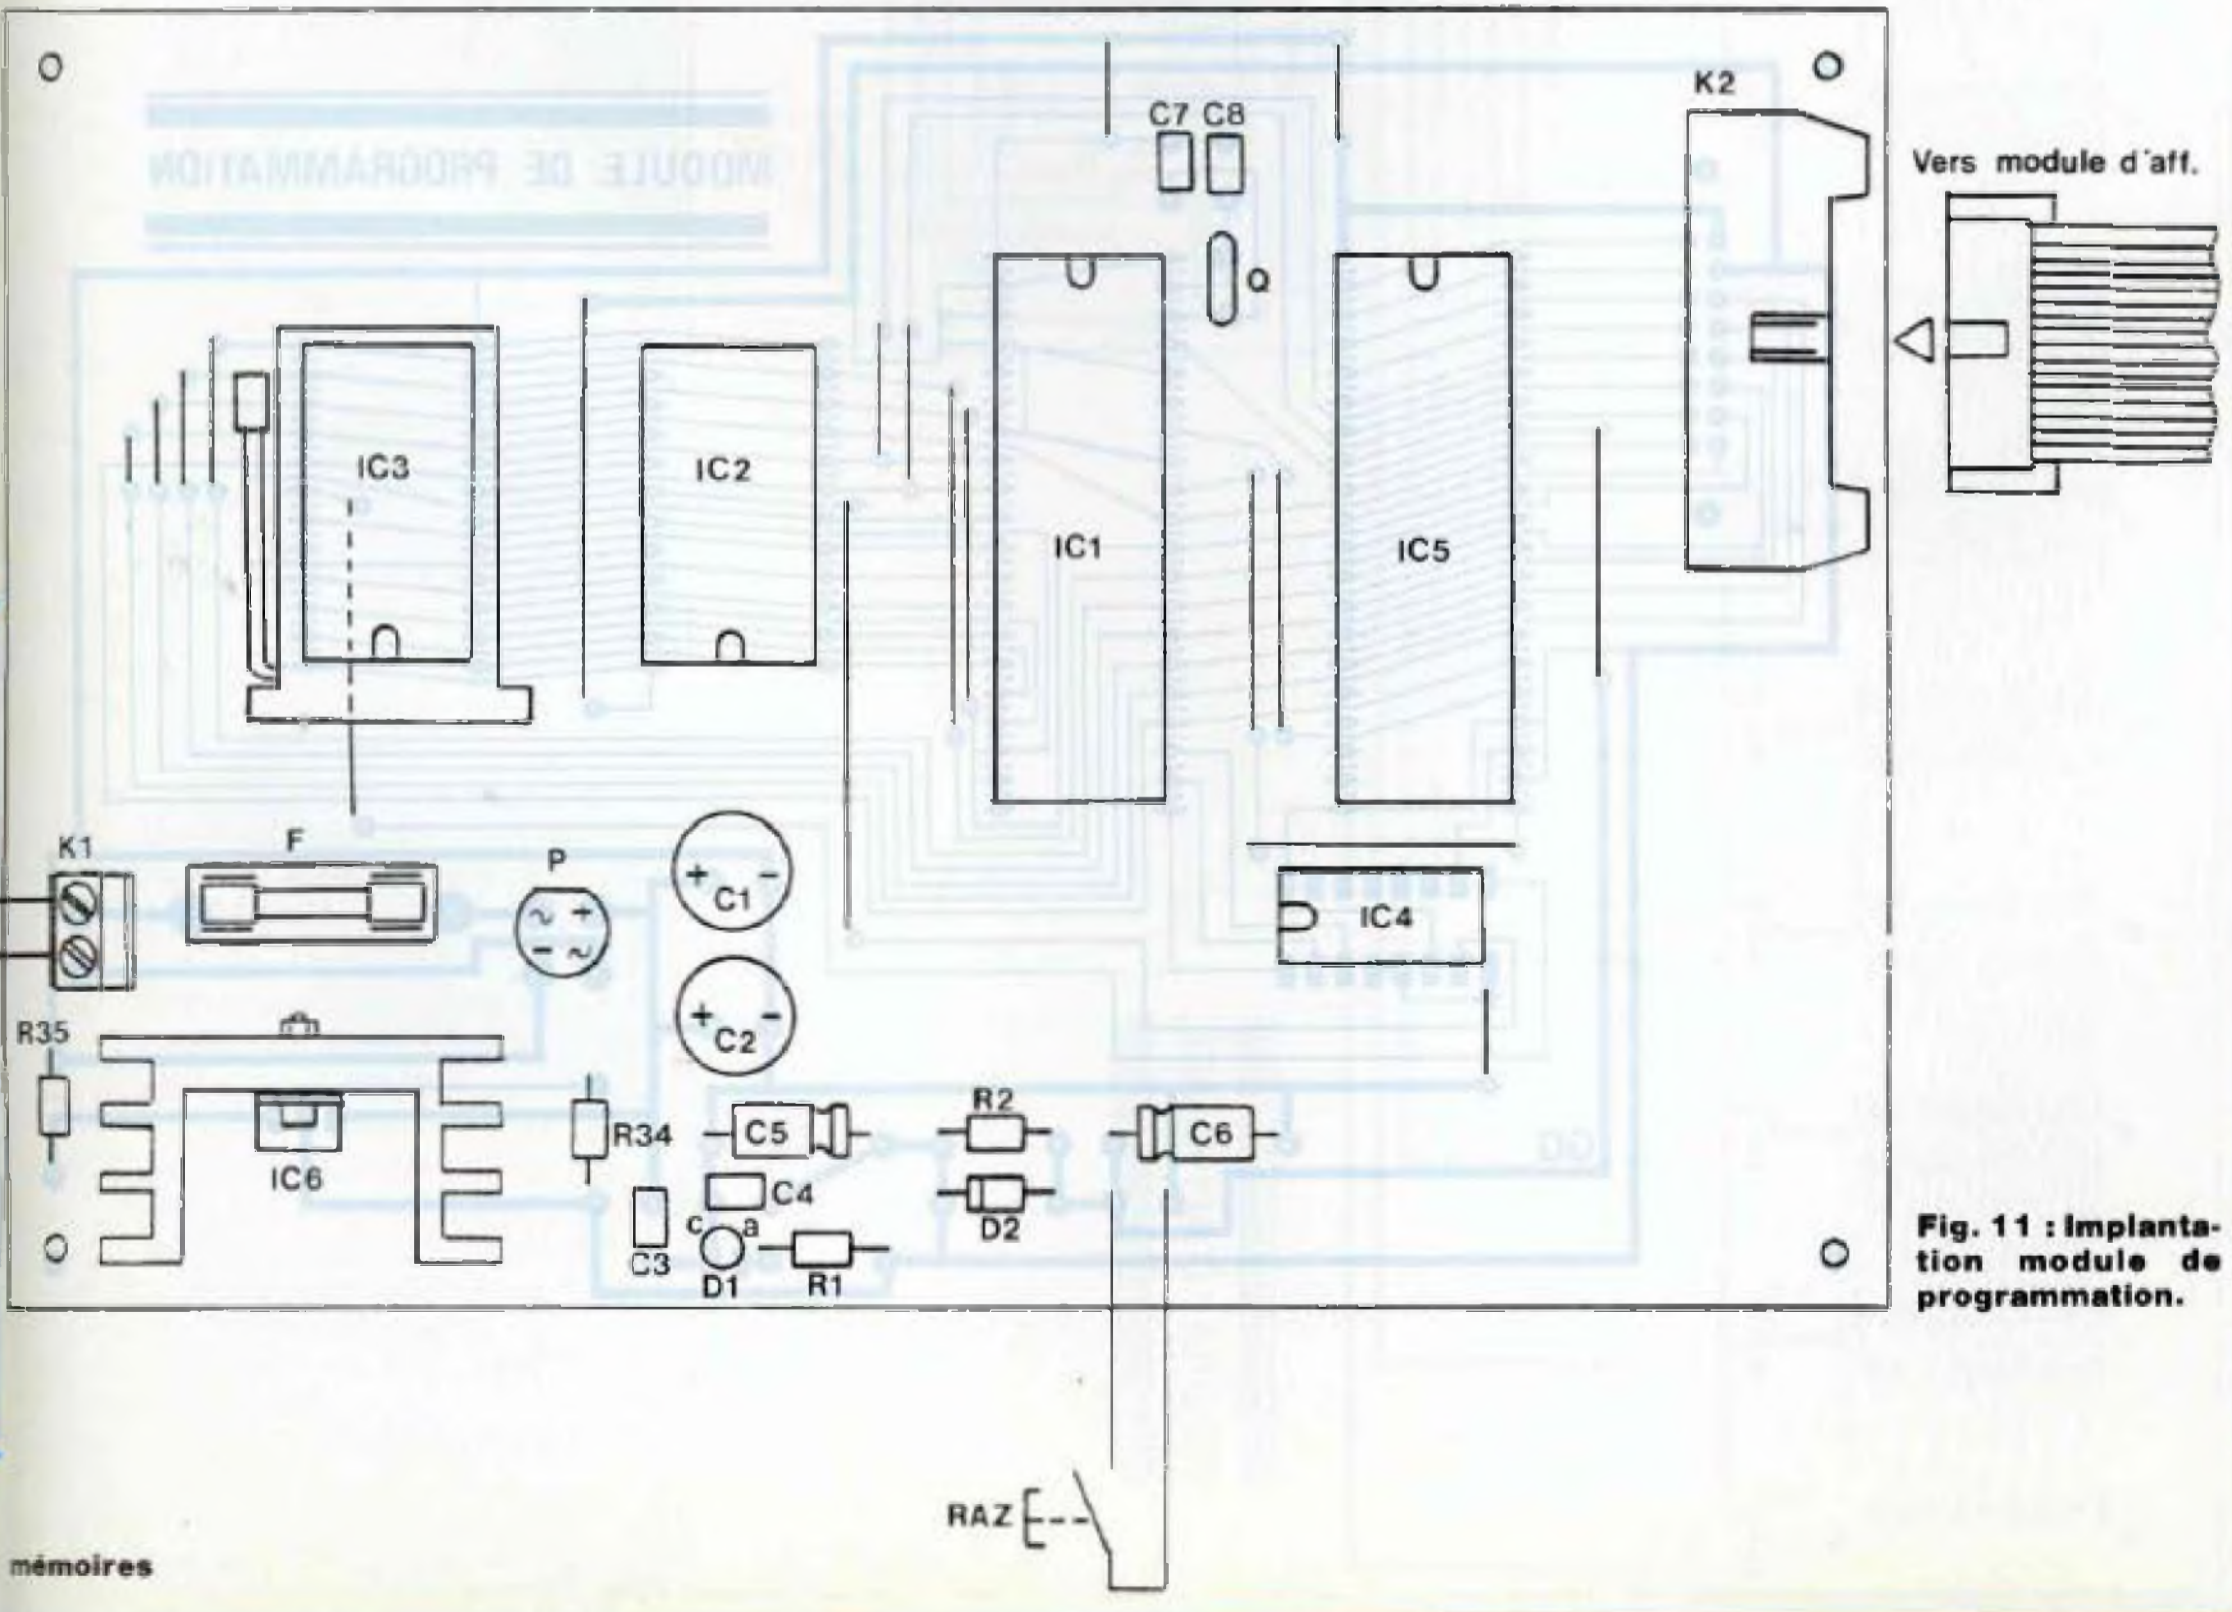 K2
C7 C8
Vers module d'aff.
MODULE DE PROGRAMMATION
Q
IC3
IC2
IC1
IC5
K1
F
P
~ +
- ~
+ -
C1
IC4
+ -
C2
R35
R34
IC6
C5
R2
C6
C4
D2
c a
C3
D1
R1
GG
Fig. 11 : Implanta-
tion module de
programmation.
RAZ
mémoires